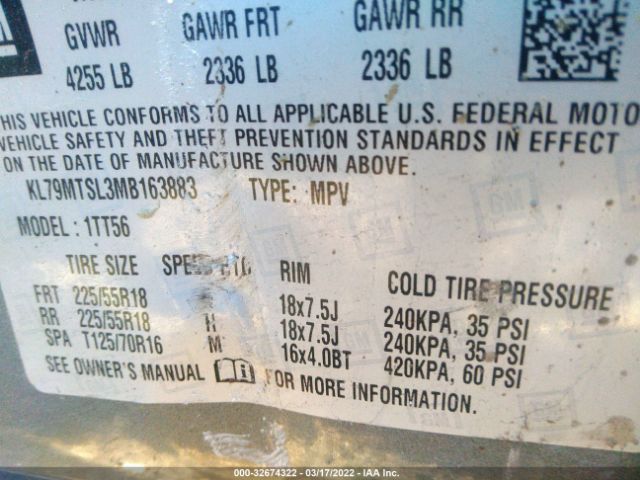 GVWR GAWR FRT GAWR RR
4255 LB 2336 LB 2336 LB
THIS VEHICLE CONFORMS TO ALL APPLICABLE U.S. FEDERAL MOTO
VEHICLE SAFETY AND THEFT PREVENTION STANDARDS IN EFFECT
ON THE DATE OF MANUFACTURE SHOWN ABOVE.
KL79MTSL3MB163883 TYPE: MPV
MODEL: 1TT56
TIRE SIZE SPEED RTG RIM COLD TIRE PRESSURE
FRT 225/55R18 18x7.5J 240KPA, 35 PSI
RR 225/55R18 H 18x7.5J 240KPA, 35 PSI
SPA T125/70R16 M 16x4.0BT 420KPA, 60 PSI
SEE OWNER'S MANUAL FOR MORE INFORMATION.
000-32674322 // 03/17/2022 // IAA Inc.